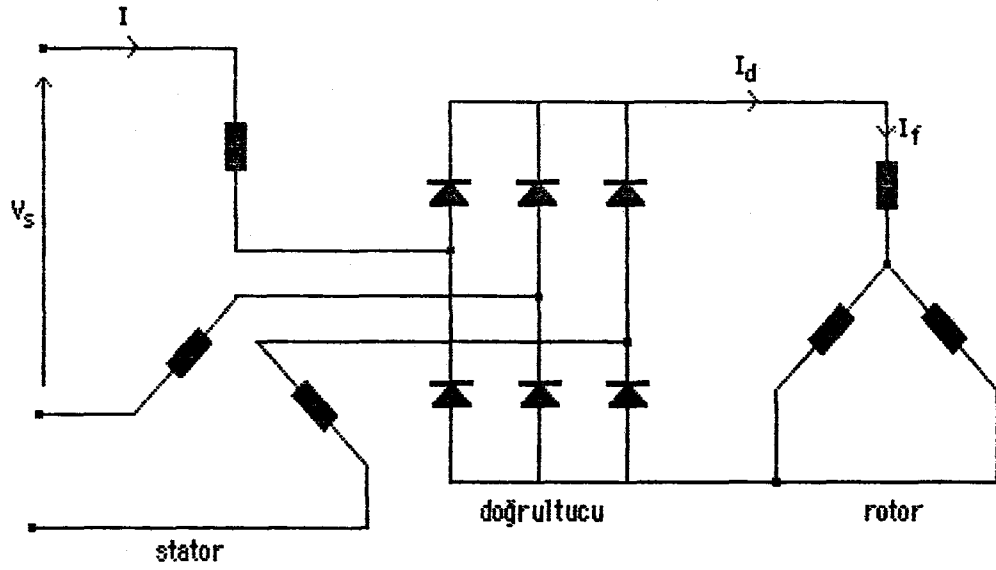 I
I_d
I_f
V_s
doğrultucu
rotor
stator